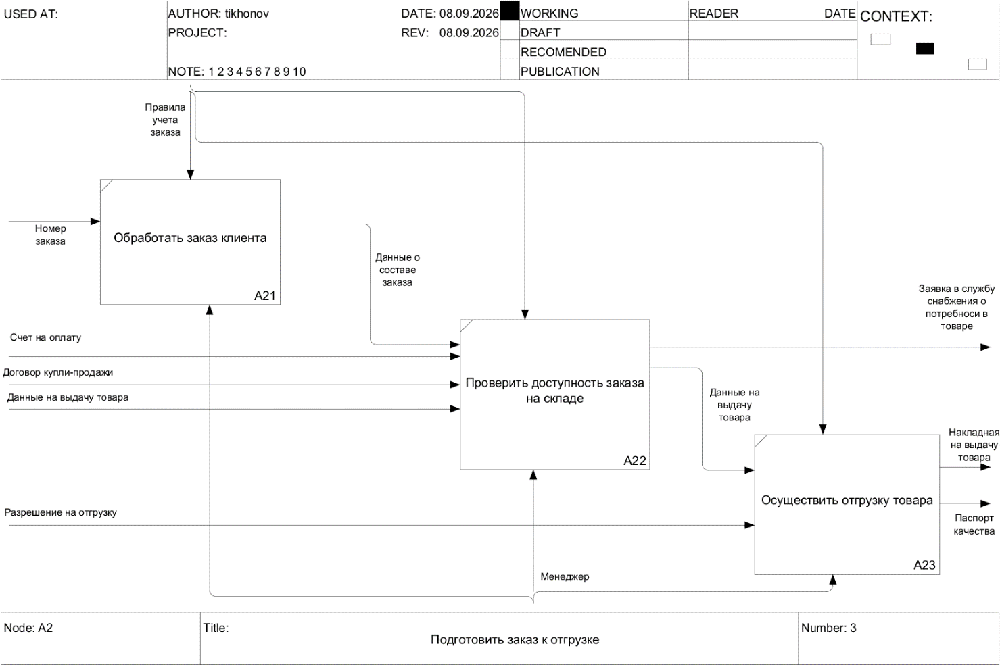 USED AT:
AUTHOR: tikhonov
DATE: 08.09.2026
PROJECT:
REV: 08.09.2026
NOTE: 1 2 3 4 5 6 7 8 9 10
WORKING
DRAFT
RECOMENDED
PUBLICATION
READER
DATE
CONTEXT:
Правила
учета
заказа
Номер
заказа
Обработать заказ клиента
A21
Данные о
составе
заказа
Счет на оплату
Договор купли-продажи
Данные на выдачу товара
Проверить доступность заказа
на складе
A22
Заявка в службу
снабжения о
потребноси в
товаре
Данные на
выдачу
товара
Накладная
на выдачу
товара
Осуществить отгрузку товара
A23
Паспорт
качества
Разрешение на отгрузку
Менеджер
Node: A2
Title:
Подготовить заказ к отгрузке
Number: 3